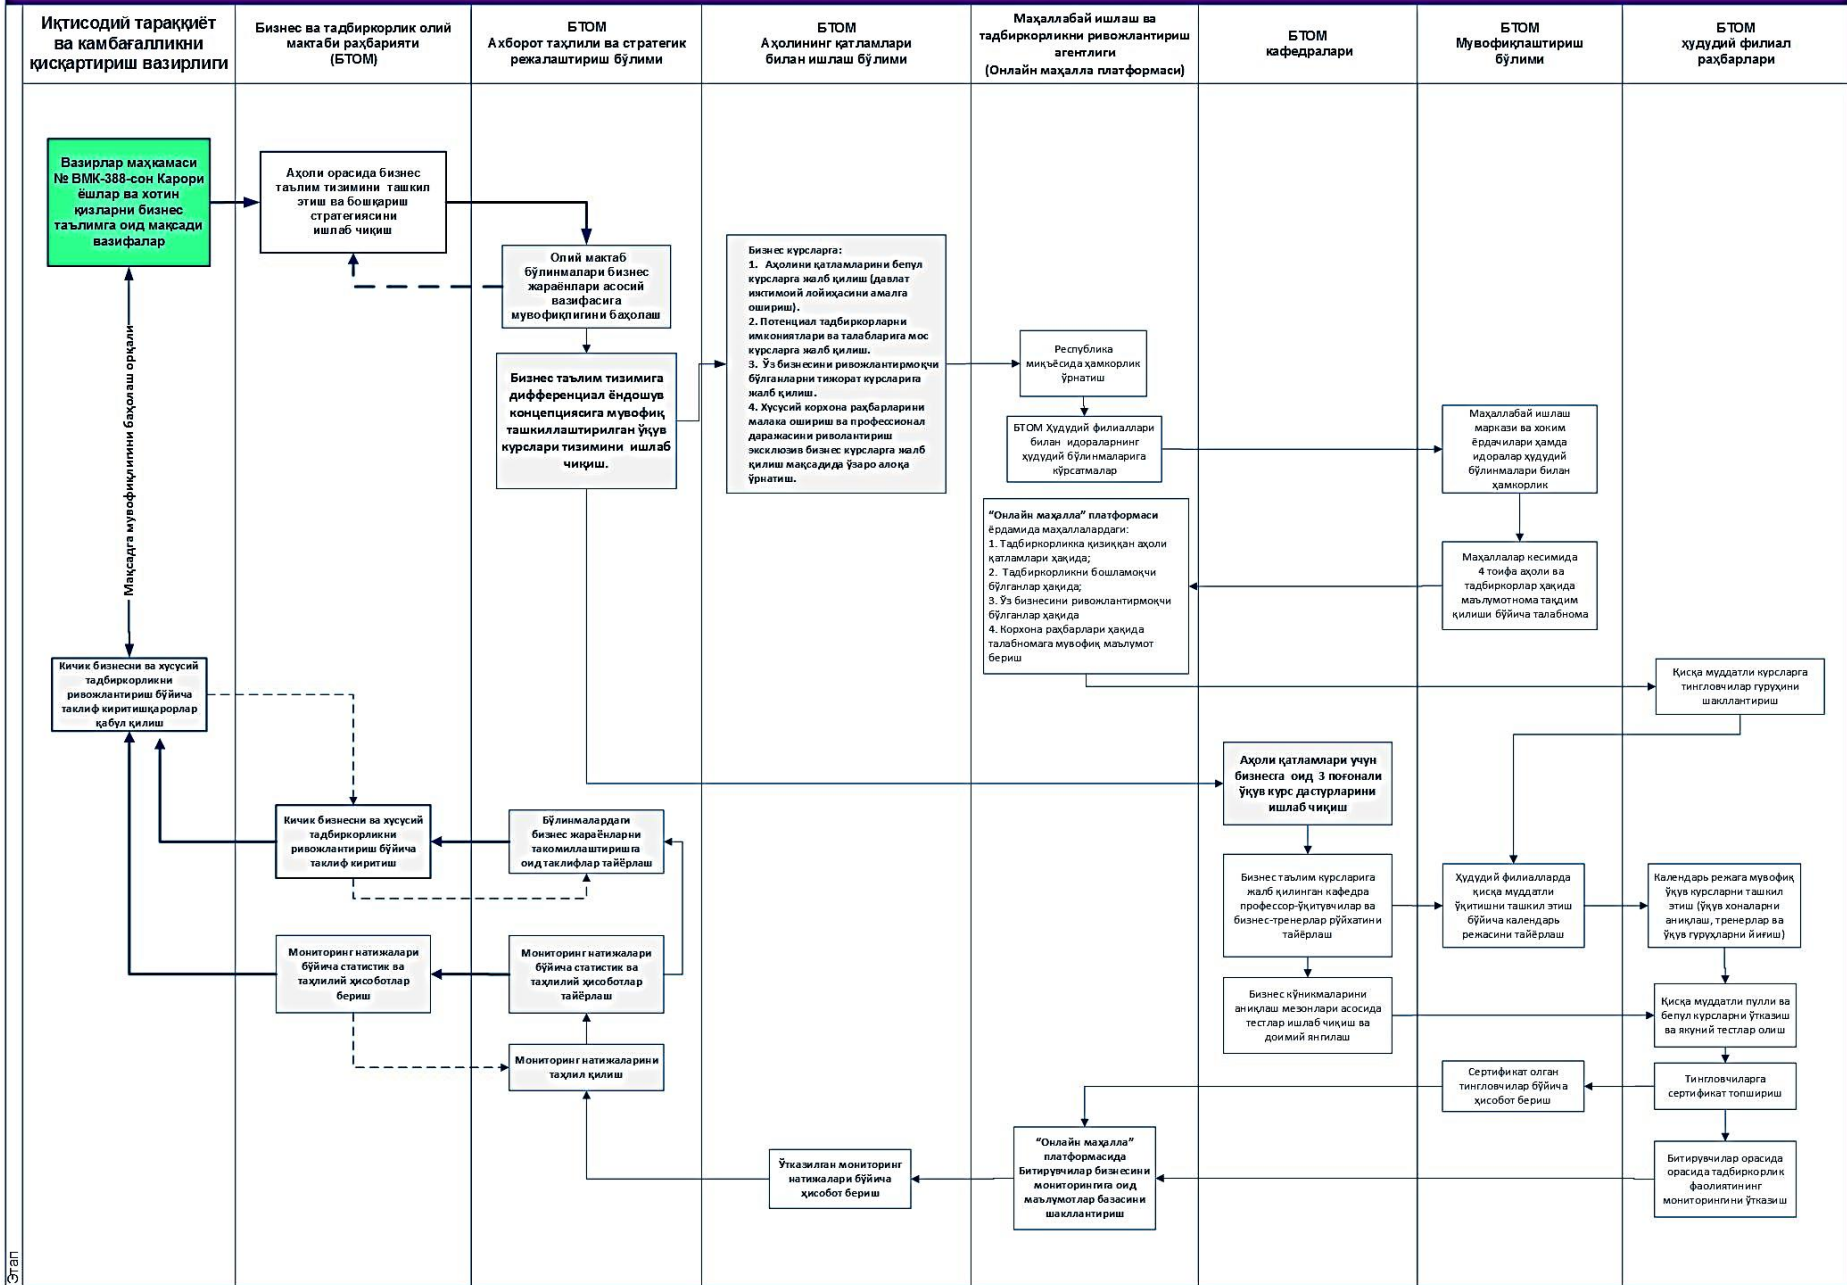 Иқтисодий тараққиёт
ва камбағалликни
қисқартириш вазирлиги
Бизнес ва тадбиркорлик олий
мактаби раҳбарияти
(БТОМ)
БТОМ
Ахборот таҳлили ва стратегик
режалаштириш бўлими
БТОМ
Аҳолининг қатламлари
билан ишлаш бўлими
Маҳаллабай ишлаш ва
тадбиркорликни ривожлантириш
агентлиги
(Онлайн маҳалла платформаси)
БТОМ
кафедралари
БТОМ
Мувофиқлаштириш
бўлими
БТОМ
ҳудудий филиал
раҳбарлари
Вазирлар маҳкамаси
№ ВМК-388-сон Карори
ёшлар ва хотин
қизларни бизнес
таълимга оид мақсади
вазифалар
Аҳоли орасида бизнес
таълим тизимини ташкил
этиш ва бошқариш
стратегиясини
ишлаб чиқиш
Олий мактаб
бўлинмалари бизнес
жараёнлари асосий
вазифасига
мувофиқлигини баҳолаш
Бизнес таълим тизимига
дифференциал ёндошув
концепциясига мувофиқ
ташкиллаштирилган ўқув
курслари тизимини ишлаб
чиқиш.
Бизнес курсларга:
1. Аҳолини қатламларини бепул
курсларга жалб қилиш (давлат
ижтимоий лойиҳасини амалга
ошириш).
2. Потенциал тадбиркорларни
имкониятлари ва талабларига мос
курсларга жалб қилиш.
3. Ўз бизнесини ривожлантирмоқчи
бўлганларни тижорат курсларига
жалб қилиш.
4. Хусусий корхона раҳбарларини
малака ошириш ва профессионал
даражасини риволантириш
эксклюзив бизнес курсларга жалб
қилиш мақсадида ўзаро алоқа
ўрнатиш.
Республика
миқъёсида ҳамкорлик
ўрнатиш
БТОМ Ҳудудий филиаллари
билан идораларнинг
ҳудудий бўлинмаларига
кўрсатмалар
Маҳаллабай ишлаш
маркази ва хоким
ёрдачилари ҳамда
идоралар ҳудудий
бўлинмалари билан
ҳамкорлик
“Онлайн маҳалла” платформаси
ёрдамида маҳаллалардаги:
1. Тадбиркорликка қизиққан аҳоли
қатламлари ҳақида;
2. Тадбиркорликни бошламоқчи
бўлганлар ҳақида;
3. Ўз бизнесини ривожлантирмоқчи
бўлганлар ҳақида
4. Корхона раҳбарлари ҳақида
талабномага мувофиқ маълумот
бериш
Маҳаллалар кесимида
4 тоифа аҳоли ва
тадбиркорлар ҳақида
маълумотнома тақдим
қилиши бўйича талабнома
Мақсадга мувофиқлигини баҳолаш орқали
Кичик бизнесни ва хусусий
тадбиркорликни
ривожлантириш бўйича
таклиф киритишқарорлар
қабул қилиш
Қисқа муддатли курсларга
тингловчилар гуруҳини
шакллантириш
Аҳоли қатламлари учун
бизнесга оид 3 поғонали
ўқув курс дастурларини
ишлаб чиқиш
Кичик бизнесни ва хусусий
тадбиркорликни
ривожлантириш бўйича
таклиф киритиш
Бўлинмалардаги
бизнес жараёнларни
такомиллаштиришга
оид таклифлар тайёрлаш
Бизнес таълим курсларига
жалб қилинган кафедра
профессор-ўқитувчилар ва
бизнес-тренерлар рўйхатини
тайёрлаш
Ҳудудий филиалларда
қисқа муддатли
ўқитишни ташкил этиш
бўйича календарь
режасини тайёрлаш
Календарь режага мувофиқ
ўқув курсларни ташкил
этиш (ўқув хоналарни
аниқлаш, тренерлар ва
ўқув гуруҳларни йиғиш)
Мониторинг натижалари
бўйича статистик ва
таҳлилий ҳисоботлар
бериш
Мониторинг натижалари
бўйича статистик ва
таҳлилий ҳисоботлар
тайёрлаш
Бизнес кўникмаларини
аниқлаш мезонлари асосида
тестлар ишлаб чиқиш ва
доимий янгилаш
Қисқа муддатли пулли ва
бепул курсларни ўтказиш
ва якуний тестлар олиш
Мониторинг натижаларини
таҳлил қилиш
Сертификат олган
тингловчилар бўйича
ҳисобот бериш
Тингловчиларга
сертификат топшириш
Ўтказилган мониторинг
натижалари бўйича
ҳисобот бериш
“Онлайн маҳалла”
платформасида
Битирувчилар бизнесини
мониторингига оид
маълумотлар базасини
шакллантириш
Битирувчилар орасида
орасида тадбиркорлик
фаолиятининг
мониторингини ўтказиш
Этап